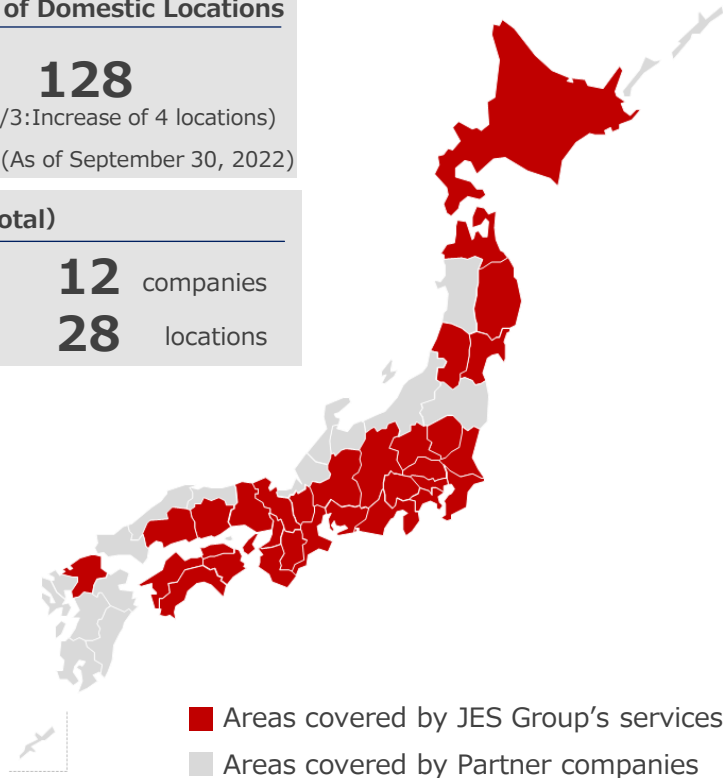 of Domestic Locations
128
/3:Increase of 4 locations)
(As of September 30, 2022)
otal)
12 companies
28 locations
Areas covered by JES Group's services
Areas covered by Partner companies